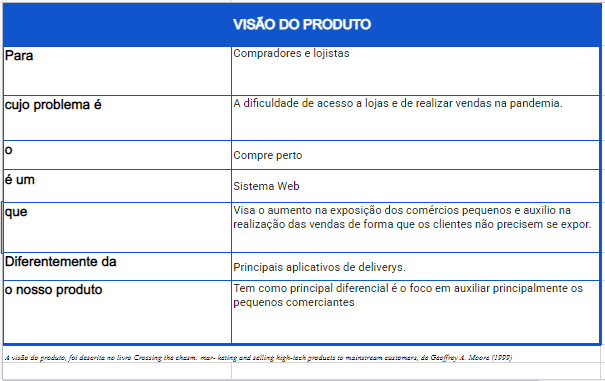 VISÃO DO PRODUTO
Para
Compradores e lojistas
cujo problema é
A dificuldade de acesso a lojas e de realizar vendas na pandemia.
o
Compre perto
é um
Sistema Web
que
Visa o aumento na exposição dos comércios pequenos e auxilio na
realização das vendas de forma que os clientes não precisem se expor.
Diferentemente da
Principais aplicativos de deliverys.
o nosso produto
Tem como principal diferencial é o foco em auxiliar principalmente os
pequenos comerciantes
A visão do produto, foi descrita no livro Crossing the chasm: mar- keting and selling high-tech products to mainstream customers, de Geoffrey A. Moore (1999)